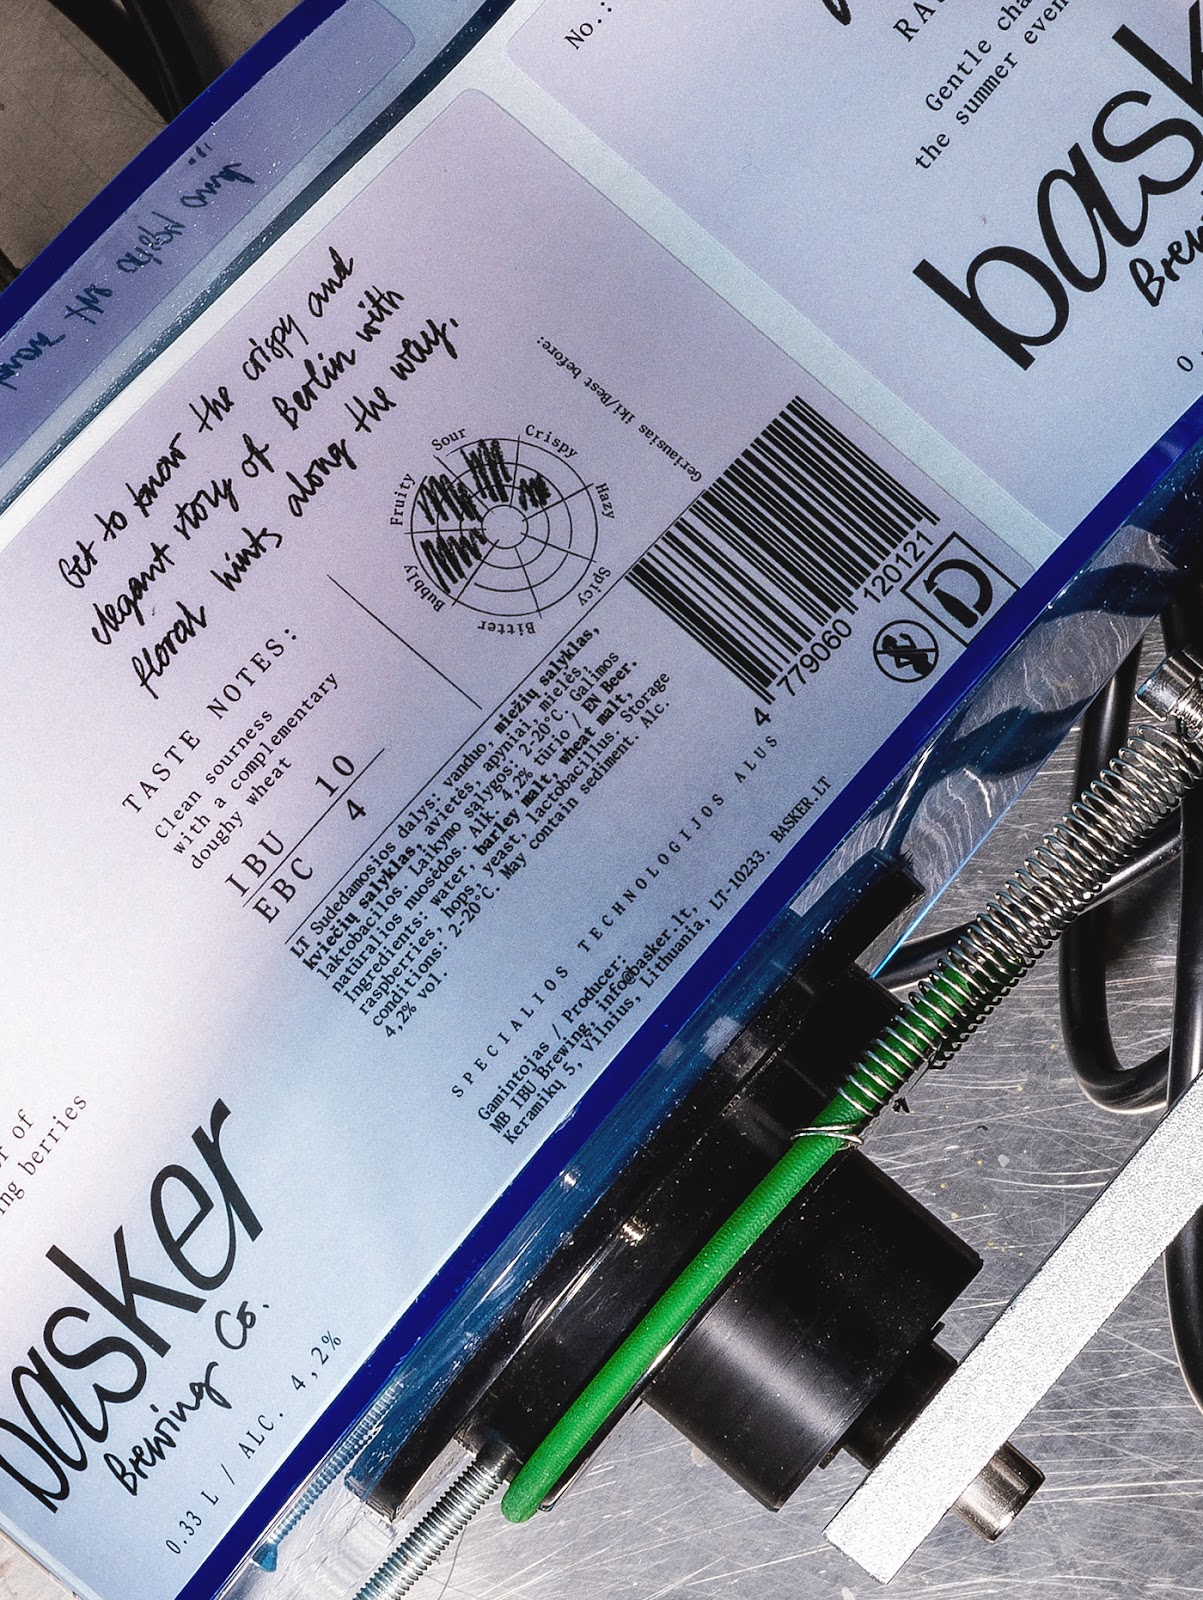 Get to know the crispy and
elegant story of Berlin with
floral hints along the way.
TASTE NOTES:
Clean sourness
with a complementary
doughy wheat
IBU 10
EBC 4
Sour
Crispy
Hazy
Spicy
Bitter
Bubbly
Fruity
Geriausias iki/Best before:
LT Sudedamosios dalys: vanduo, miežių salyklas,
kviečių salyklas, avietės, apyniai, mielės,
laktobacilos. Laikymo sąlygos: 2-20°C. Galimos
natūralios nuosėdos. Alk. 4,2% tūrio / EN Beer.
Ingredients: water, barley malt, wheat malt,
raspberries, hops, yeast, lactobacillus. Storage
conditions: 2-20°C. May contain sediment. Alc.
4,2% vol.
4 779060 120121
SPECIALIOS TECHNOLOGIJOS ALUS
Gamintojas / Producer:
MB IBU Brewing, info@basker.lt,
Keramikų 5, Vilnius, Lithuania, LT-10233. BASKER.LT
No.:
Gentle
the summer
bask
Brew
0
of
berries
basker
Brewing Co.
0.33 L / ALC. 4,2%